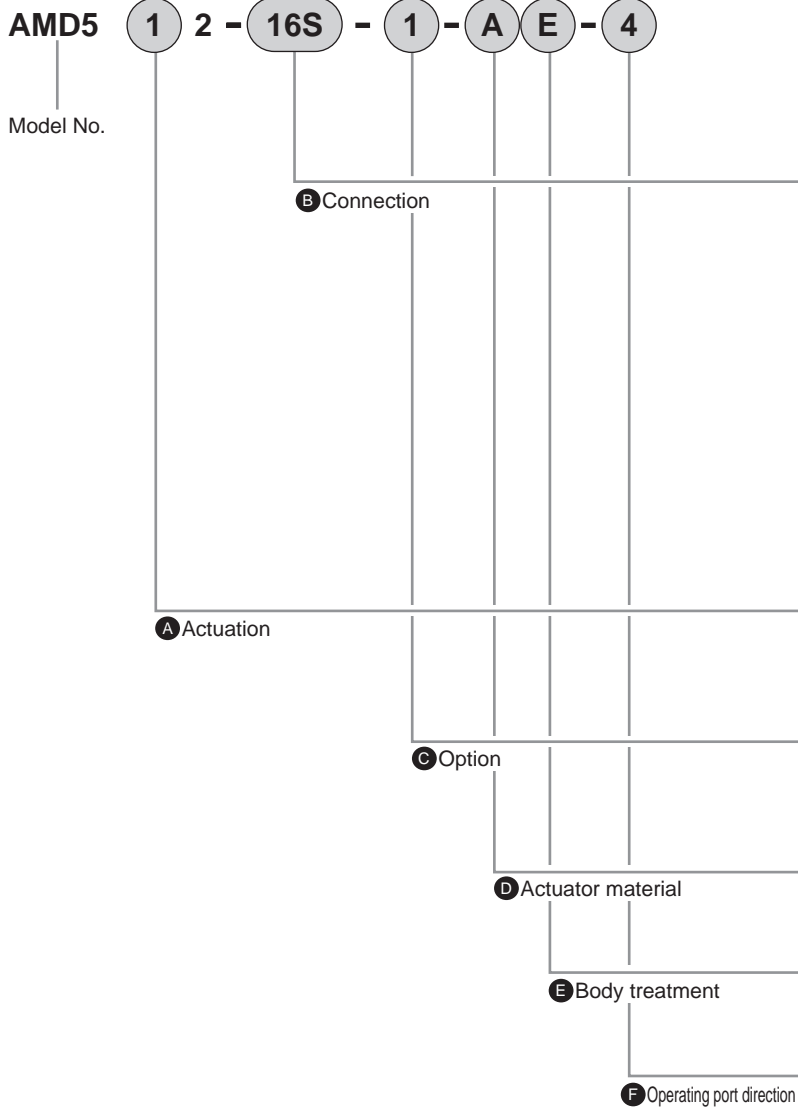 AMD5 1 2 - 16S - 1 - A E - 4
Model No.
B Connection
A Actuation
C Option
D Actuator material
E Body treatment
F Operating port direction